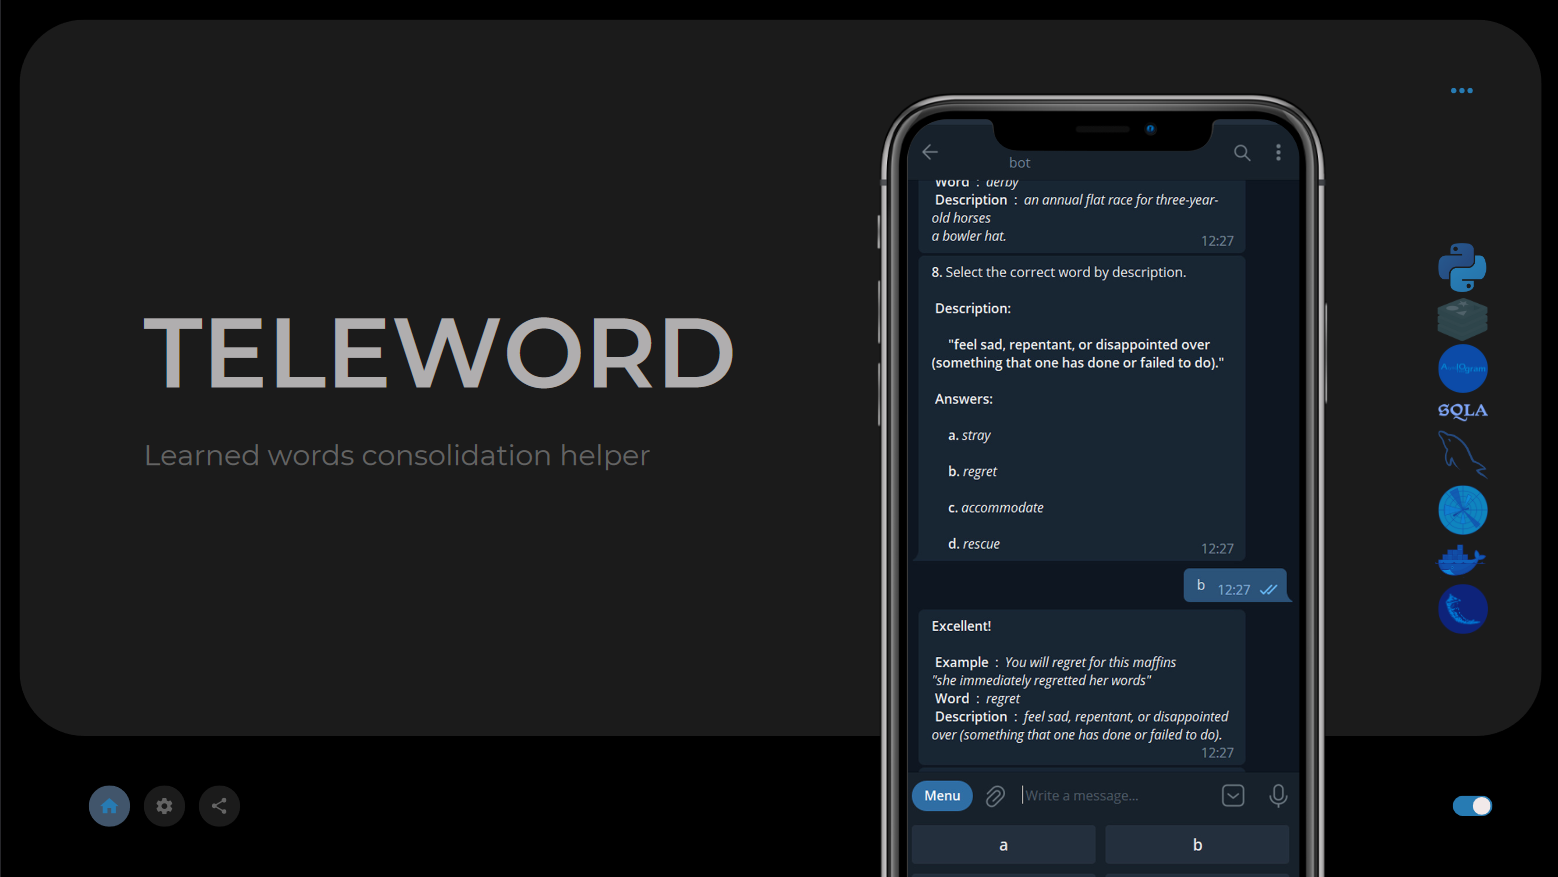 TELEWORD
Learned words consolidation helper
bot
Word : derby
Description : an annual flat race for three-year-
old horses
a bowler hat.
12:27
8. Select the correct word by description.
Description:
"feel sad, repentant, or disappointed over
(something that one has done or failed to do)."
Answers:
a. stray
b. regret
c. accommodate
d. rescue
12:27
b 12:27
Excellent!
Example : You will regret for this maffins
"she immediately regretted her words"
Word : regret
Description : feel sad, repentant, or disappointed
over (something that one has done or failed to do).
12:27
Menu
Write a message...
a
b
SQLA